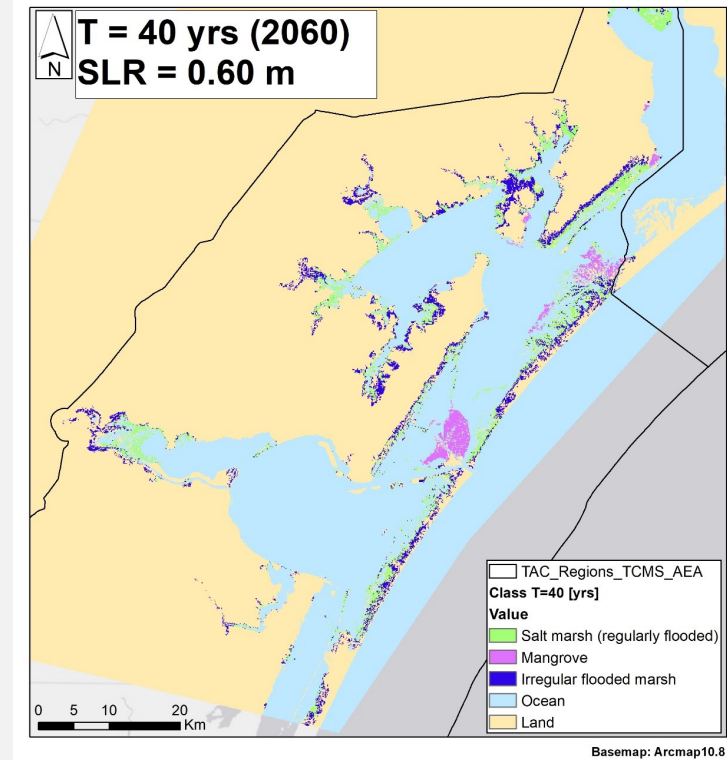 T = 40 yrs (2060)
SLR = 0.60 m
N
TAC_Regions_TCMS_AEA
Class T=40 [yrs]
Value
Salt marsh (regularly flooded)
Mangrove
Irregular flooded marsh
Ocean
Land
0 5 10 20
Km
Basemap: Arcmap10.8